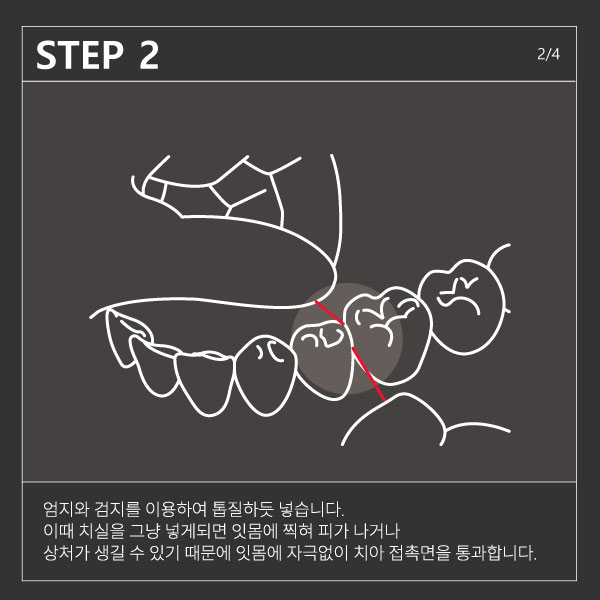 STEP 2
2/4
엄지와 검지를 이용하여 톱질하듯 넣습니다.
이때 치실을 그냥 넣게되면 잇몸에 찍혀 피가 나거나
상처가 생길 수 있기 때문에 잇몸에 자극없이 치아 접촉면을 통과합니다.